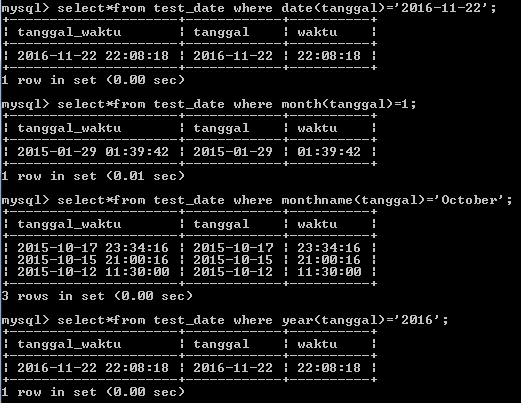 mysql> select*from test_date where date(tanggal)='2016-11-22';
+---------------------+------------+----------+
| tanggal_waktu       | tanggal    | waktu    |
+---------------------+------------+----------+
| 2016-11-22 22:08:18 | 2016-11-22 | 22:08:18 |
+---------------------+------------+----------+
1 row in set (0.00 sec)
mysql> select*from test_date where month(tanggal)=1;
+---------------------+------------+----------+
| tanggal_waktu       | tanggal    | waktu    |
+---------------------+------------+----------+
| 2015-01-29 01:39:42 | 2015-01-29 | 01:39:42 |
+---------------------+------------+----------+
1 row in set (0.01 sec)
mysql> select*from test_date where monthname(tanggal)='October';
+---------------------+------------+----------+
| tanggal_waktu       | tanggal    | waktu    |
+---------------------+------------+----------+
| 2015-10-17 23:34:16 | 2015-10-17 | 23:34:16 |
| 2015-10-15 21:00:16 | 2015-10-15 | 21:00:16 |
| 2015-10-12 11:30:00 | 2015-10-12 | 11:30:00 |
+---------------------+------------+----------+
3 rows in set (0.00 sec)
mysql> select*from test_date where year(tanggal)='2016';
+---------------------+------------+----------+
| tanggal_waktu       | tanggal    | waktu    |
+---------------------+------------+----------+
| 2016-11-22 22:08:18 | 2016-11-22 | 22:08:18 |
+---------------------+------------+----------+
1 row in set (0.00 sec)